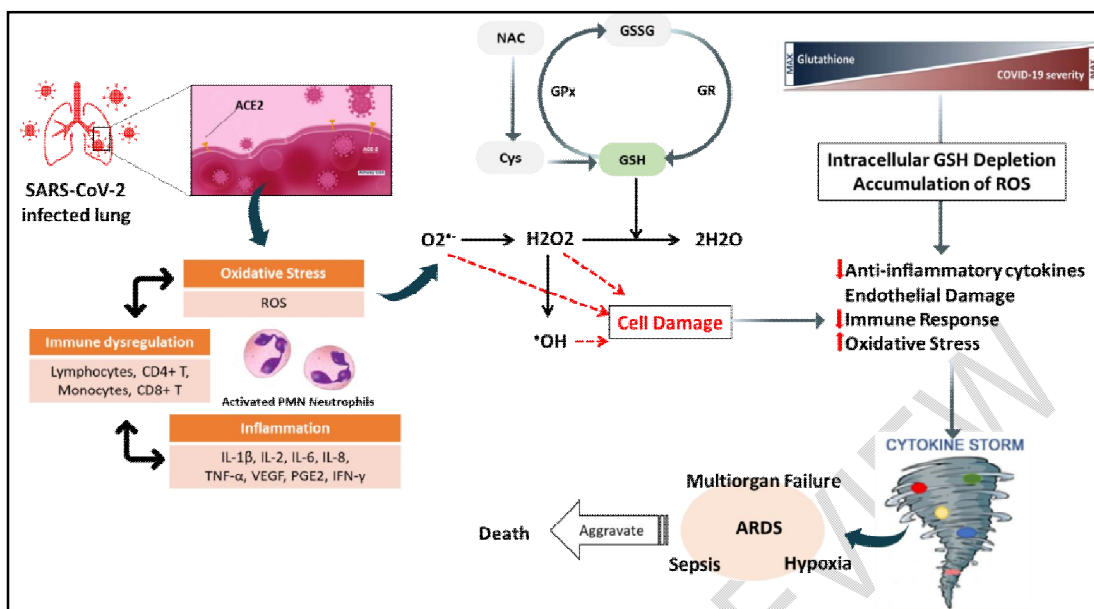 ACE2
ACE-2
SARS-CoV-2
infected lung
NAC
GSSG
GPx
GR
Cys
GSH
MAX
Glutathione
COVID-19 severity
MAX
Intracellular GSH Depletion
Accumulation of ROS
O2•-
H2O2
2H2O
Oxidative Stress
ROS
Immune dysregulation
Lymphocytes, CD4+ T,
Monocytes, CD8+ T
Activated PMN Neutrophils
Inflammation
IL-1β, IL-2, IL-6, IL-8,
TNF-α, VEGF, PGE2, IFN-γ
Cell Damage
•OH
Anti-inflammatory cytokines
Endothelial Damage
Immune Response
Oxidative Stress
CYTOKINE STORM
Multiorgan Failure
ARDS
Sepsis
Hypoxia
Aggravate
Death
VIEW